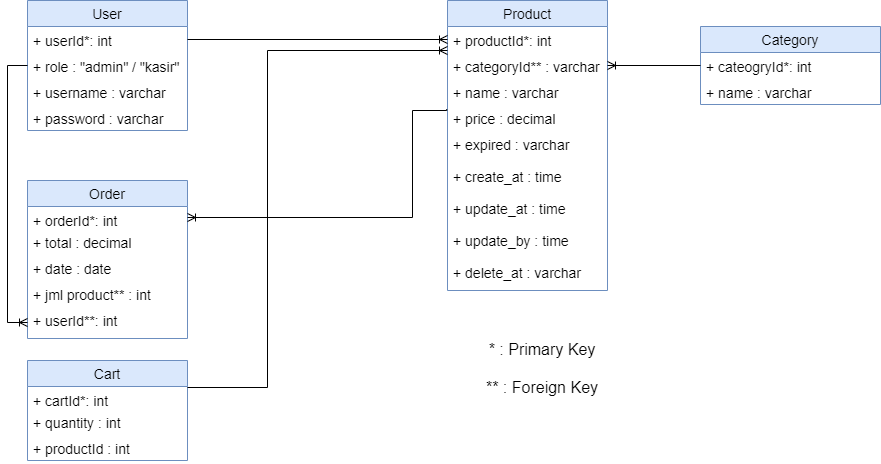 User
+ userId*: int
+ role : "admin" / "kasir"
+ username : varchar
+ password : varchar
Product
+ productId*: int
+ categoryId** : varchar
+ name : varchar
+ price : decimal
+ expired : varchar
+ create_at : time
+ update_at : time
+ update_by : time
+ delete_at : varchar
Category
+ cateogryId*: int
+ name : varchar
Order
+ orderId*: int
+ total : decimal
+ date : date
+ jml product** : int
+ userId**: int
Cart
+ cartId*: int
+ quantity : int
+ productId : int
* : Primary Key
** : Foreign Key